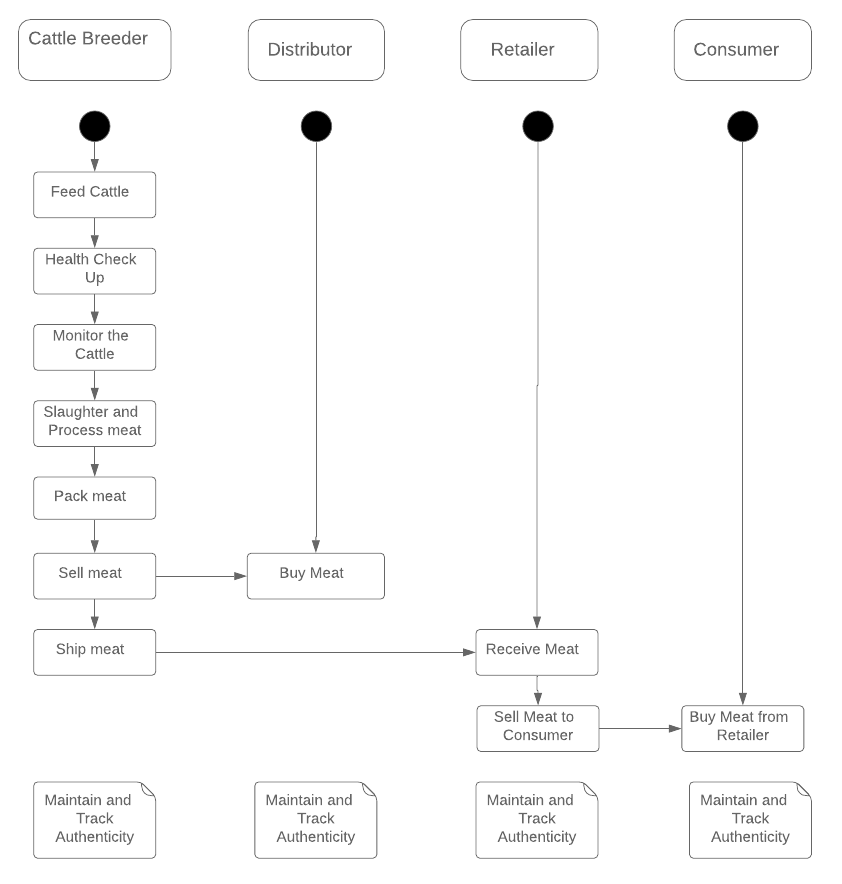 Cattle Breeder
Distributor
Retailer
Consumer
Feed Cattle
Health Check
Up
Monitor the
Cattle
Slaughter and
Process meat
Pack meat
Sell meat
Buy Meat
Ship meat
Receive Meat
Sell Meat to
Consumer
Buy Meat from
Retailer
Maintain and
Track
Authenticity
Maintain and
Track
Authenticity
Maintain and
Track
Authenticity
Maintain and
Track
Authenticity